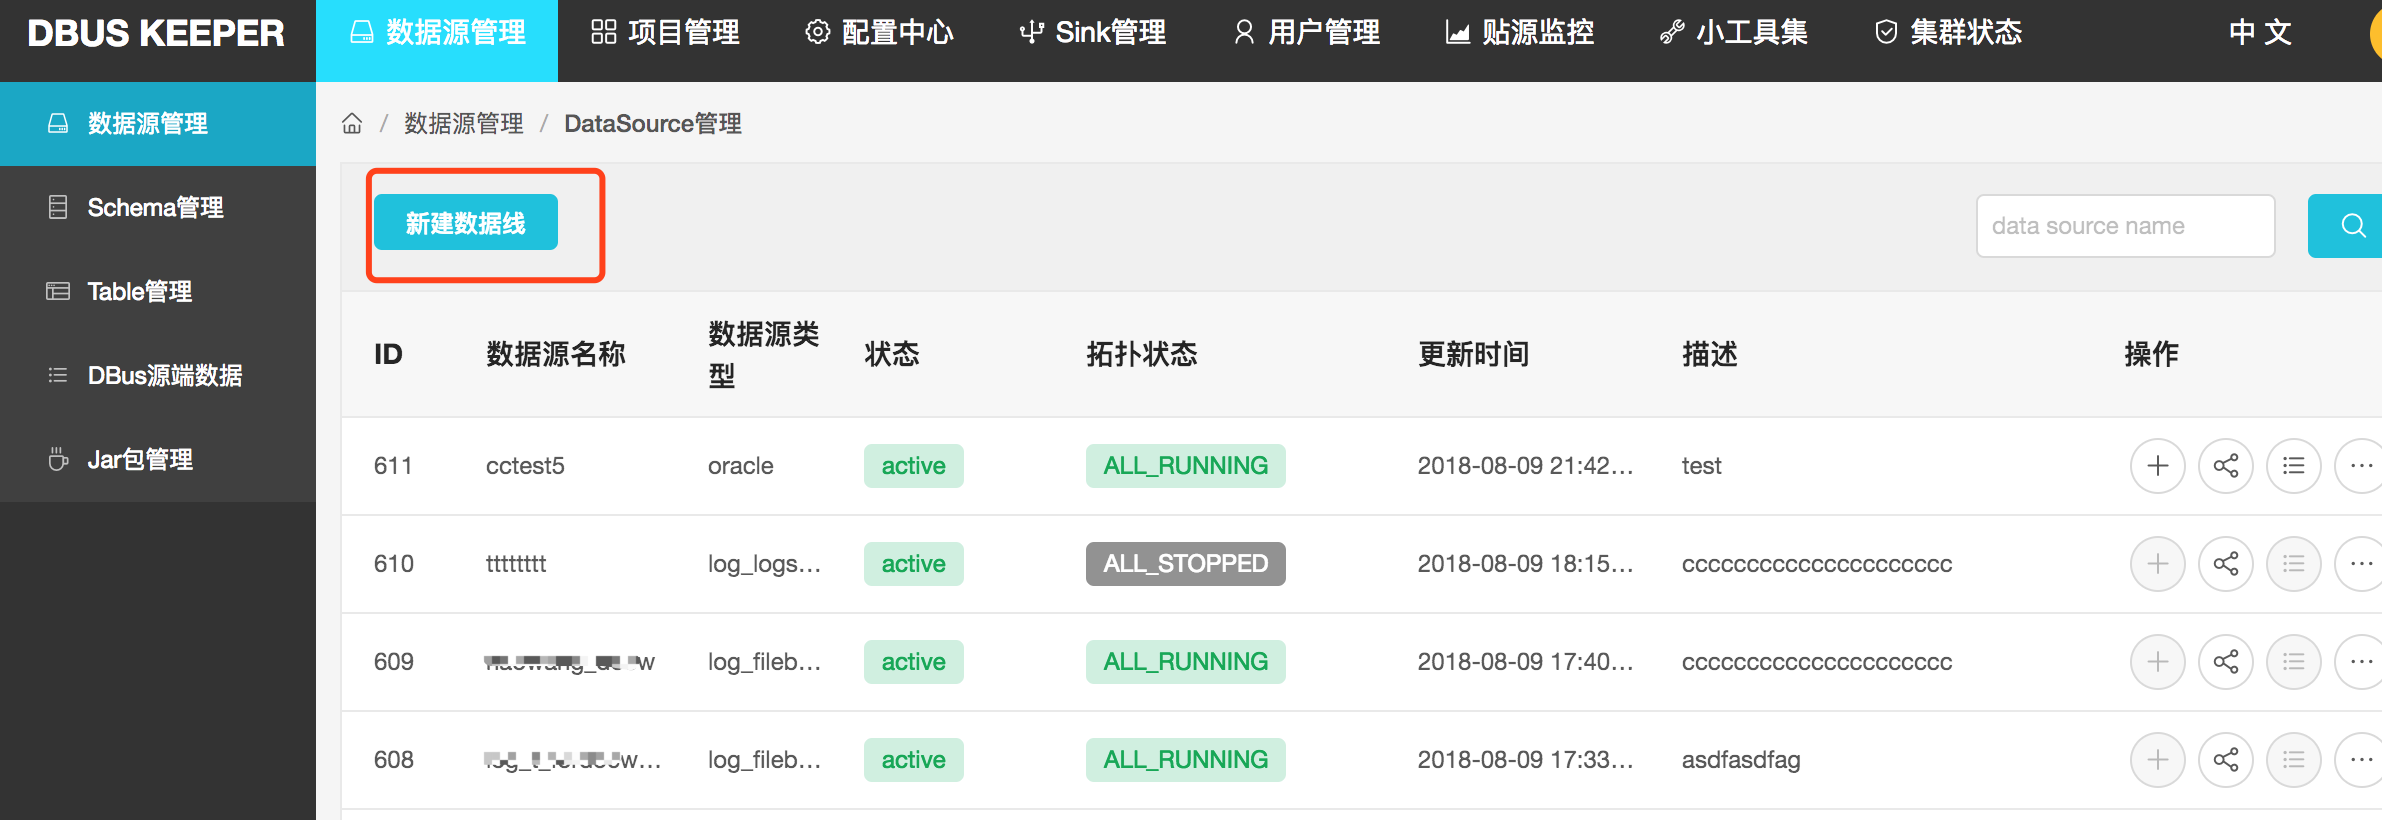 DBUS KEEPER 数据源管理 项目管理 配置中心 Sink管理 用户管理 贴源监控 小工具集 集群状态 中 文
数据源管理
Schema管理
Table管理
DBus源端数据
Jar包管理
/ 数据源管理 / DataSource管理
新建数据线 data source name
ID 数据源名称 数据源类型 状态 拓扑状态 更新时间 描述 操作
611 cctest5 oracle active ALL_RUNNING 2018-08-09 21:42... test
610 tttttttt log_logs... active ALL_STOPPED 2018-08-09 18:15... ccccccccccccccccccccc
609 log_fileb... active ALL_RUNNING 2018-08-09 17:40... ccccccccccccccccccccc
608 log_fileb... active ALL_RUNNING 2018-08-09 17:33... asdfasdfag